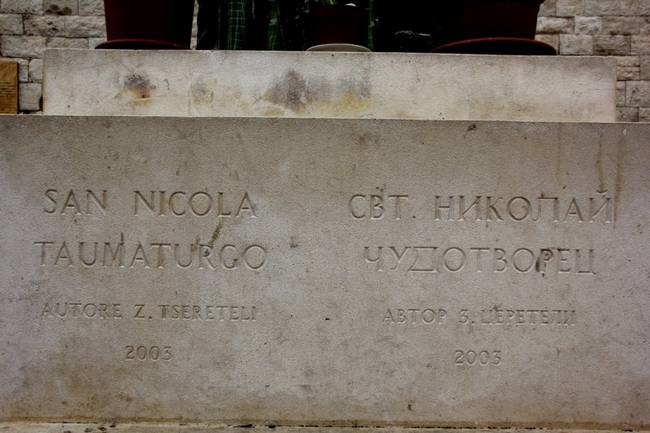 SAN NICOLA
TAUMATURGO
AUTORE Z. TSERETELI
2003
СВТ. НИКОЛАЙ
ЧУДОТВОРЕЦ
АВТОР З. ЦЕРЕТЕЛИ
2003